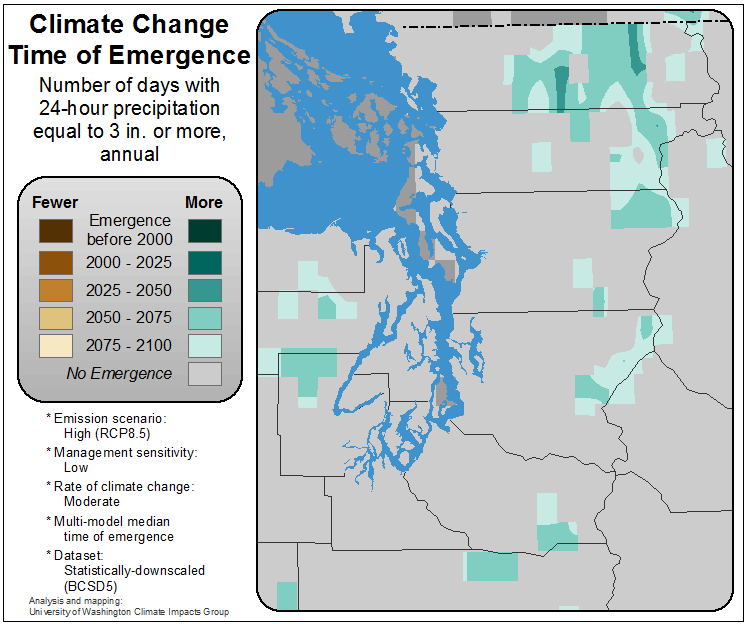 Climate Change
Time of Emergence
Number of days with
24-hour precipitation
equal to 3 in. or more,
annual
Fewer More
Emergence
before 2000
2000 - 2025
2025 - 2050
2050 - 2075
2075 - 2100
No Emergence
* Emission scenario:
High (RCP8.5)
* Management sensitivity:
Low
* Rate of climate change:
Moderate
* Multi-model median
time of emergence
* Dataset:
Statistically-downscaled
(BCSD5)
Analysis and mapping:
University of Washington Climate Impacts Group